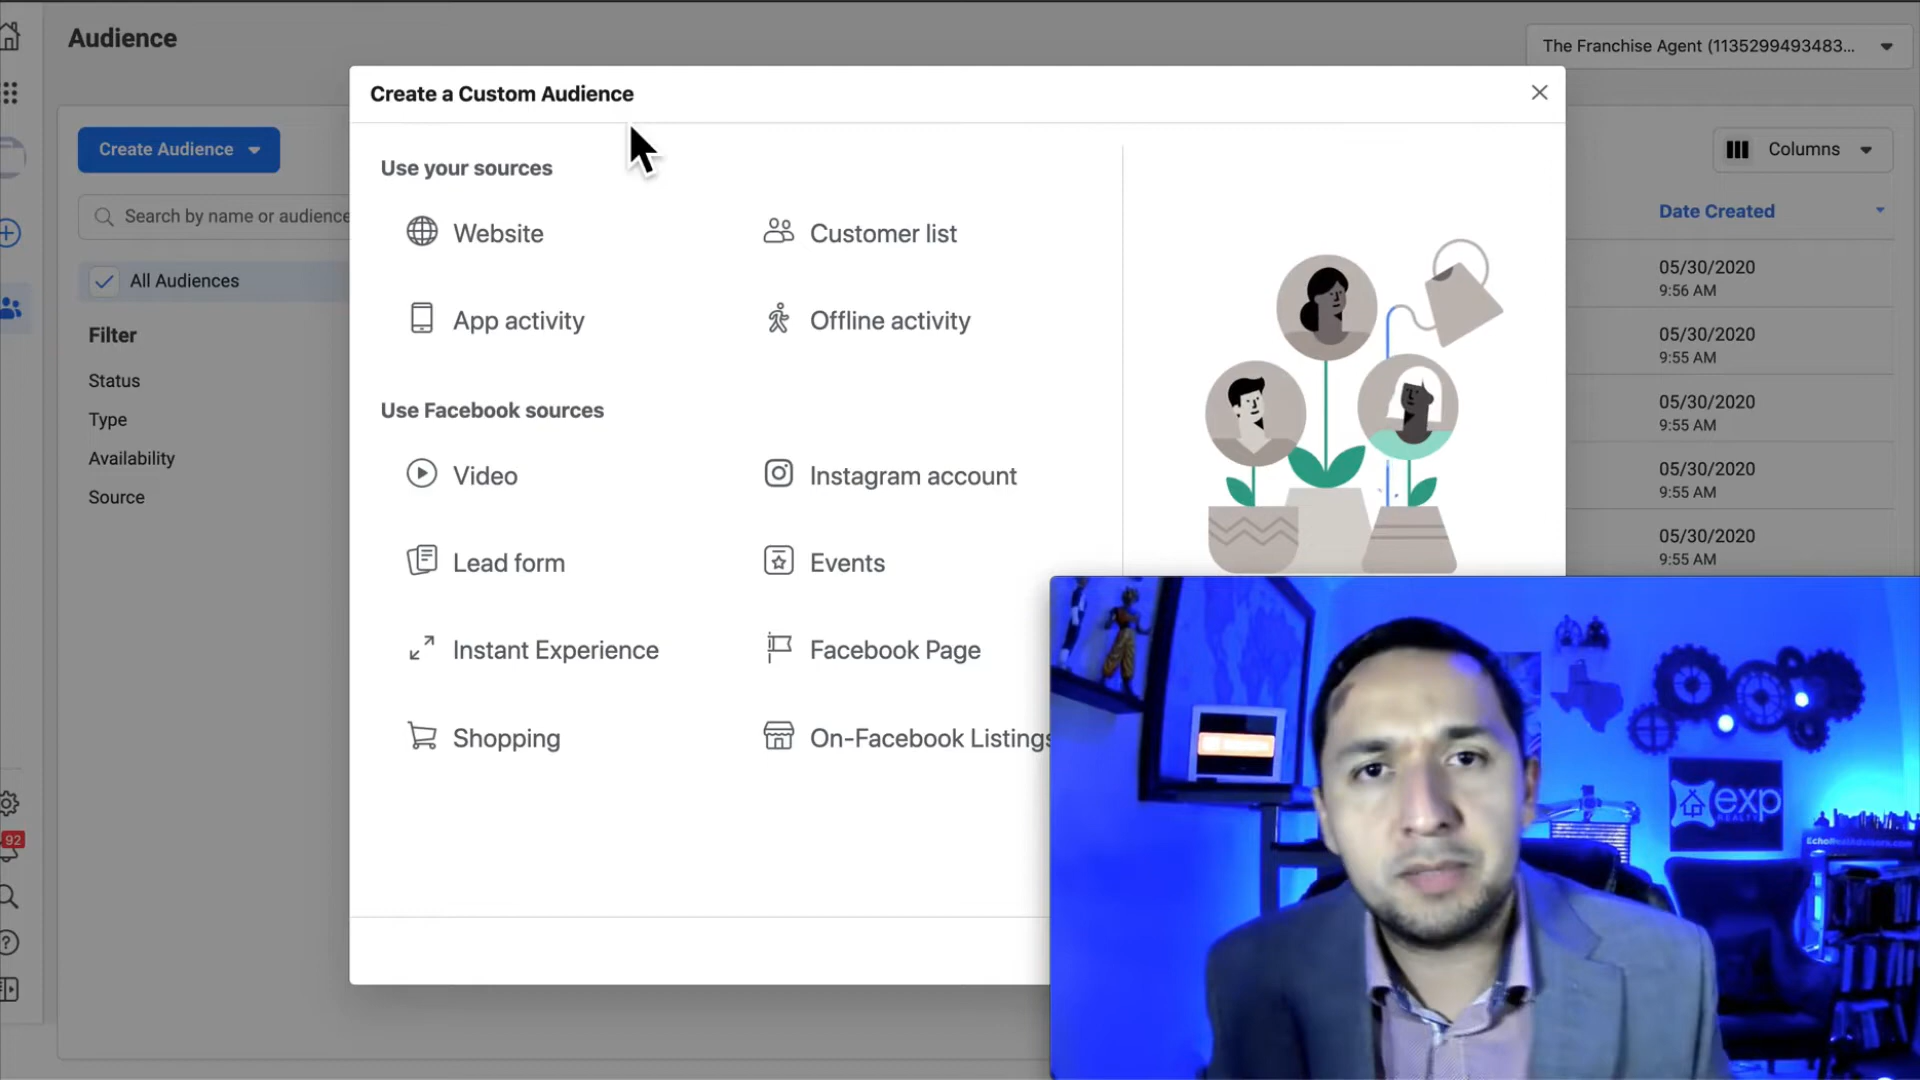 Audience
The Franchise Agent (1135299493483...
Create a Custom Audience
Create Audience
Columns
Use your sources
Search by name or audience
Date Created
Website
Customer list
All Audiences
05/30/2020
9:56 AM
App activity
Offline activity
Filter
05/30/2020
9:55 AM
Status
Use Facebook sources
05/30/2020
9:55 AM
Type
Availability
Video
Instagram account
05/30/2020
9:55 AM
Source
05/30/2020
9:55 AM
Lead form
Events
Instant Experience
Facebook Page
Shopping
On-Facebook Listings
exp
REALTY
92